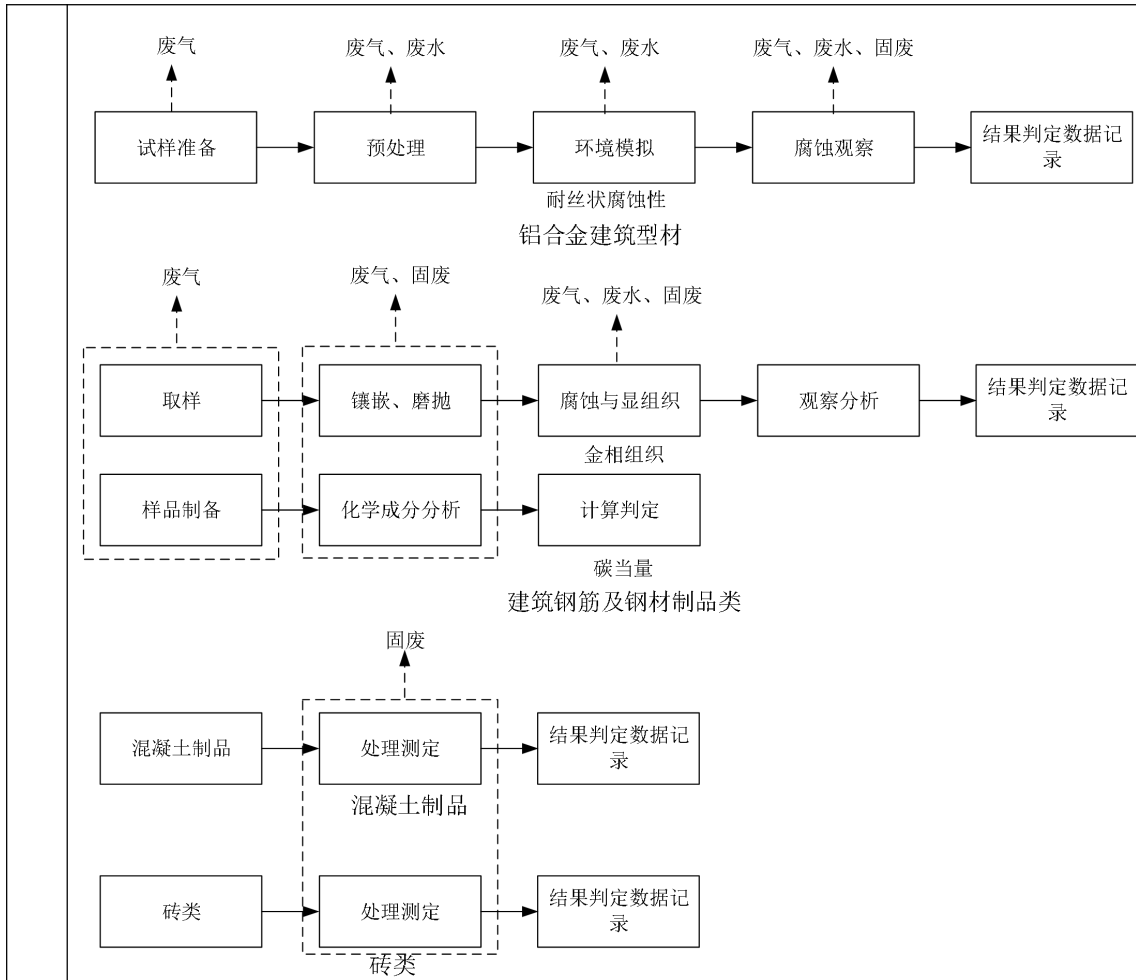 废气
废气、废水
废气、废水
废气、废水、固废
试样准备
预处理
环境模拟
腐蚀观察
结果判定数据记
录
耐丝状腐蚀性
铝合金建筑型材
废气
废气、固废
废气、废水、固废
取样
镶嵌、磨抛
腐蚀与显组织
观察分析
结果判定数据记
录
金相组织
样品制备
化学成分分析
计算判定
碳当量
建筑钢筋及钢材制品类
固废
混凝土制品
处理测定
结果判定数据记
录
混凝土制品
砖类
处理测定
结果判定数据记
录
砖类